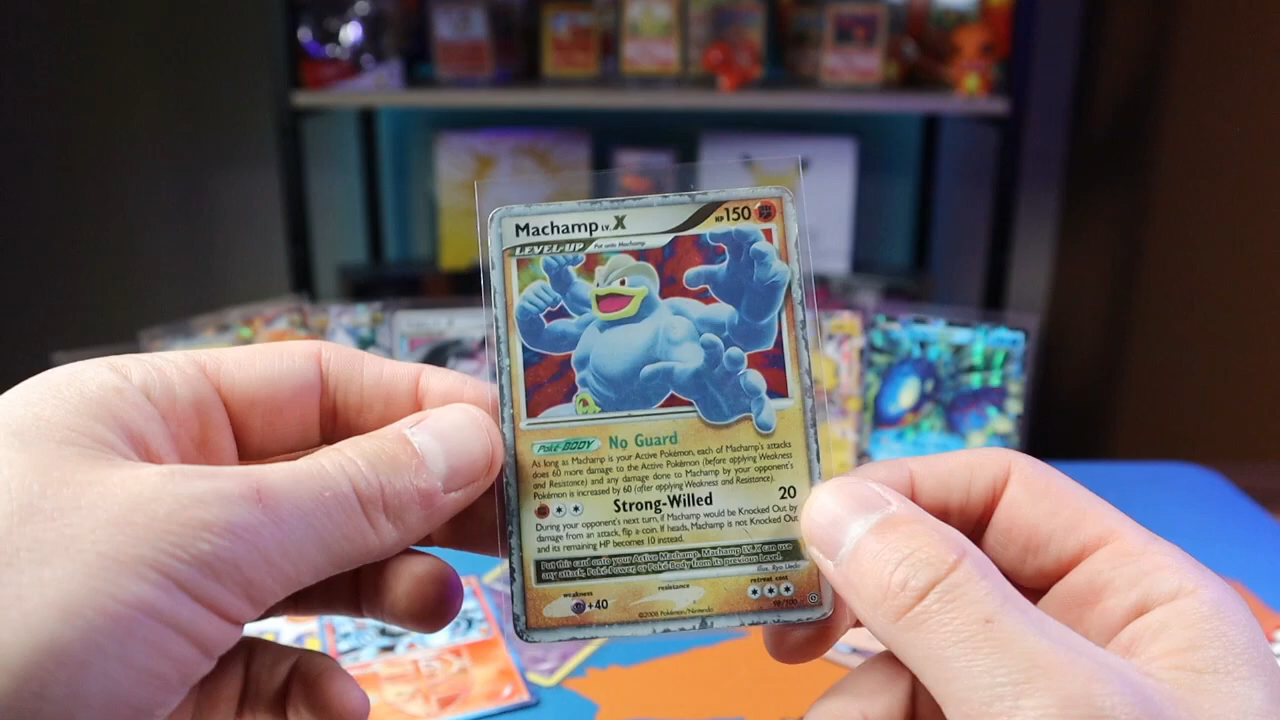 Machamp LV.X HP 150
LEVEL-UP Put onto Machamp
Poké-BODY No Guard
As long as Machamp is your Active Pokémon, each of Machamp's attacks
does 60 more damage to the Active Pokémon (before applying Weakness
and Resistance) and any damage done to Machamp by your opponent's
Pokémon is increased by 60 (after applying Weakness and Resistance).
Strong-Willed 20
During your opponent's next turn, if Machamp would be Knocked Out by
damage from an attack, flip a coin. If heads, Machamp is not Knocked Out
and its remaining HP becomes 10 instead.
Put this card onto your Active Machamp. Machamp LV.X can use
any attack, Poké-Power, or Poké-Body from its previous Level.
Illus. Ryo Ueda
weakness resistance retreat cost
+40
©2008 Pokémon/Nintendo 98/100